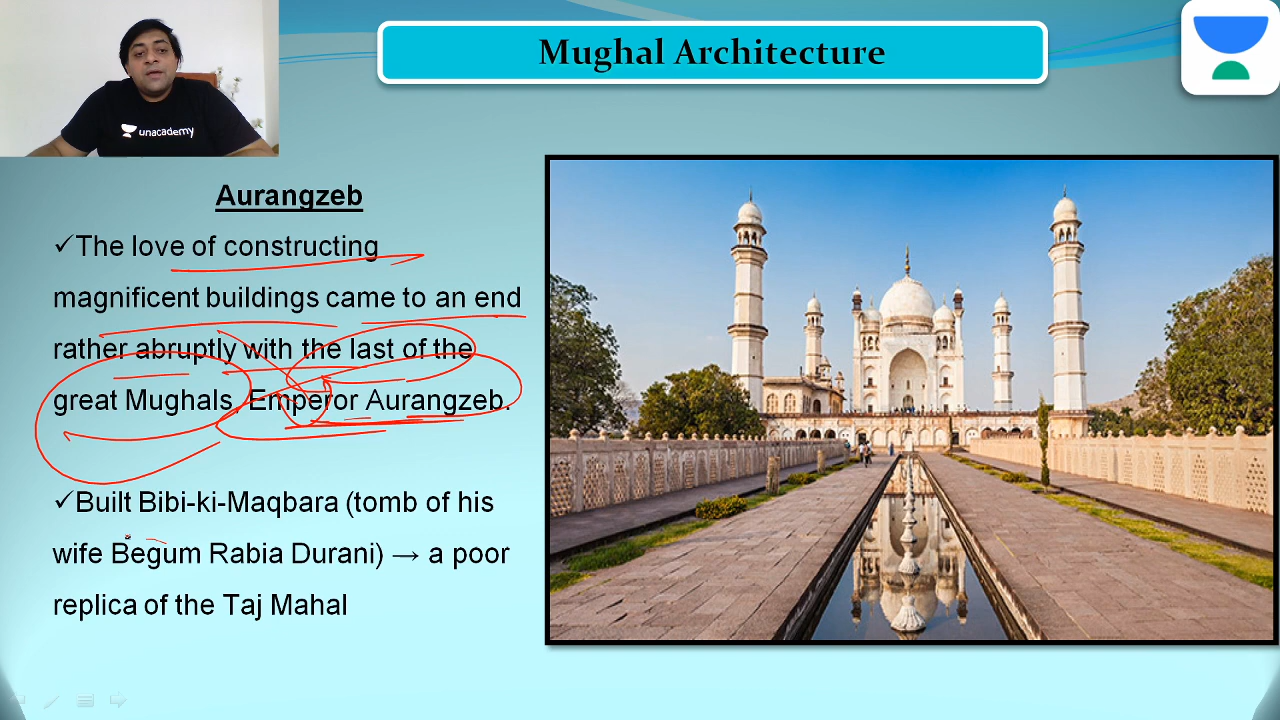 Mughal Architecture
unacademy
Aurangzeb
✓The love of constructing
magnificent buildings came to an end
rather abruptly with the last of the
great Mughals, Emperor Aurangzeb.
✓Built Bibi-ki-Maqbara (tomb of his
wife Begum Rabia Durani) → a poor
replica of the Taj Mahal